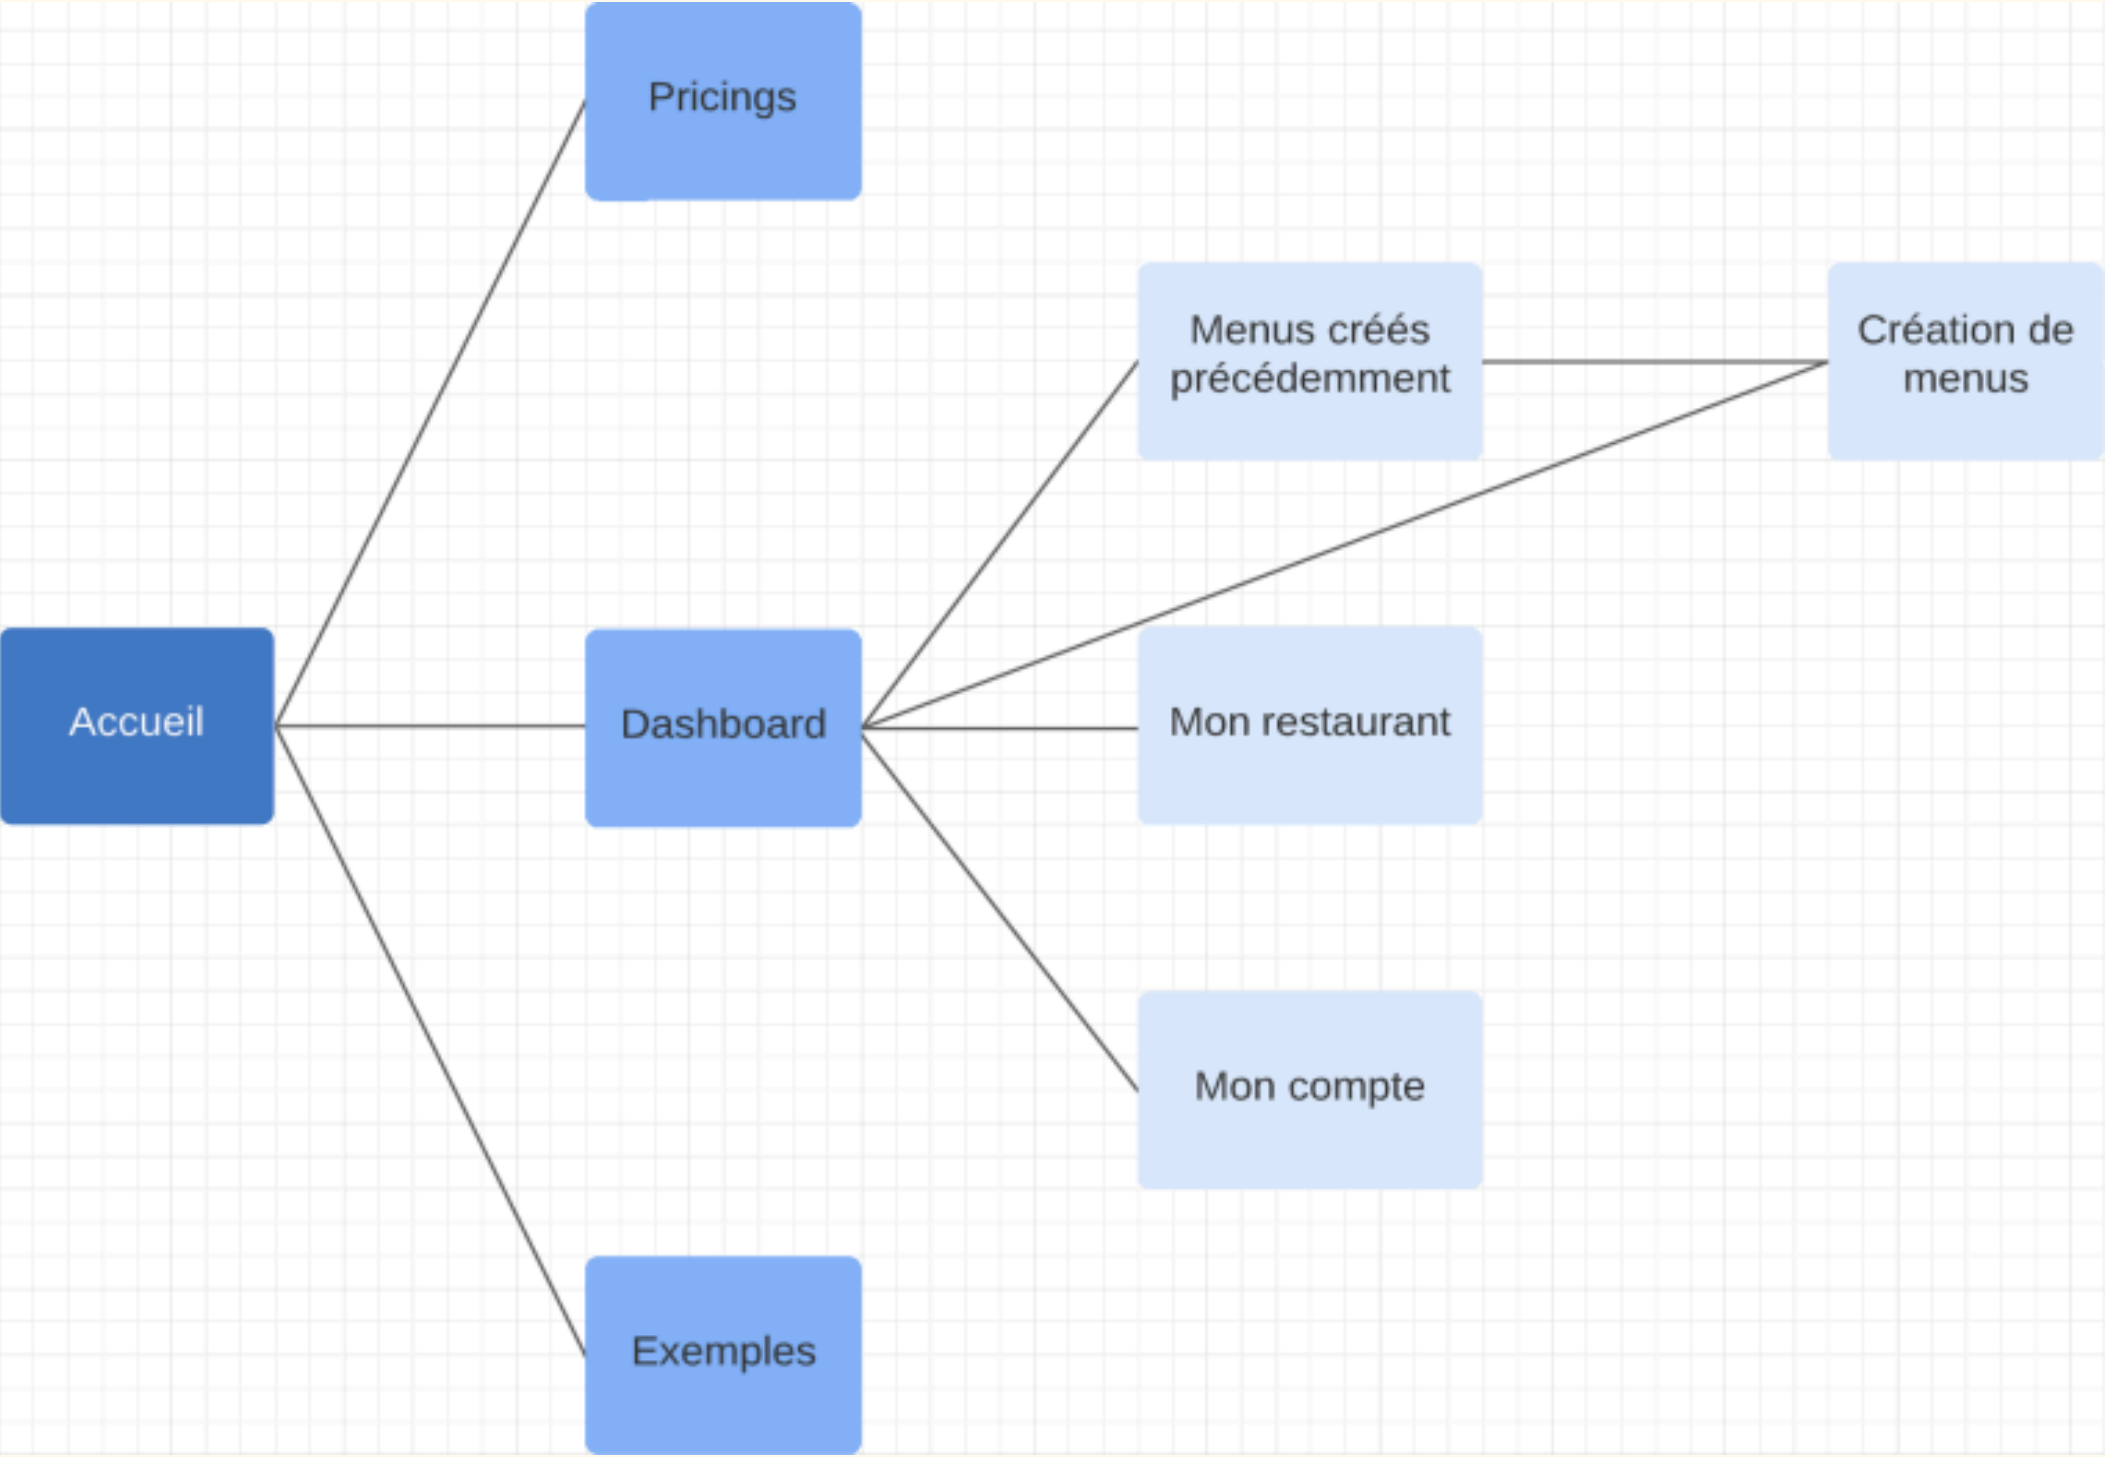 Pricings
Menus créés
précédemment
Création de
menus
Accueil
Dashboard
Mon restaurant
Mon compte
Exemples